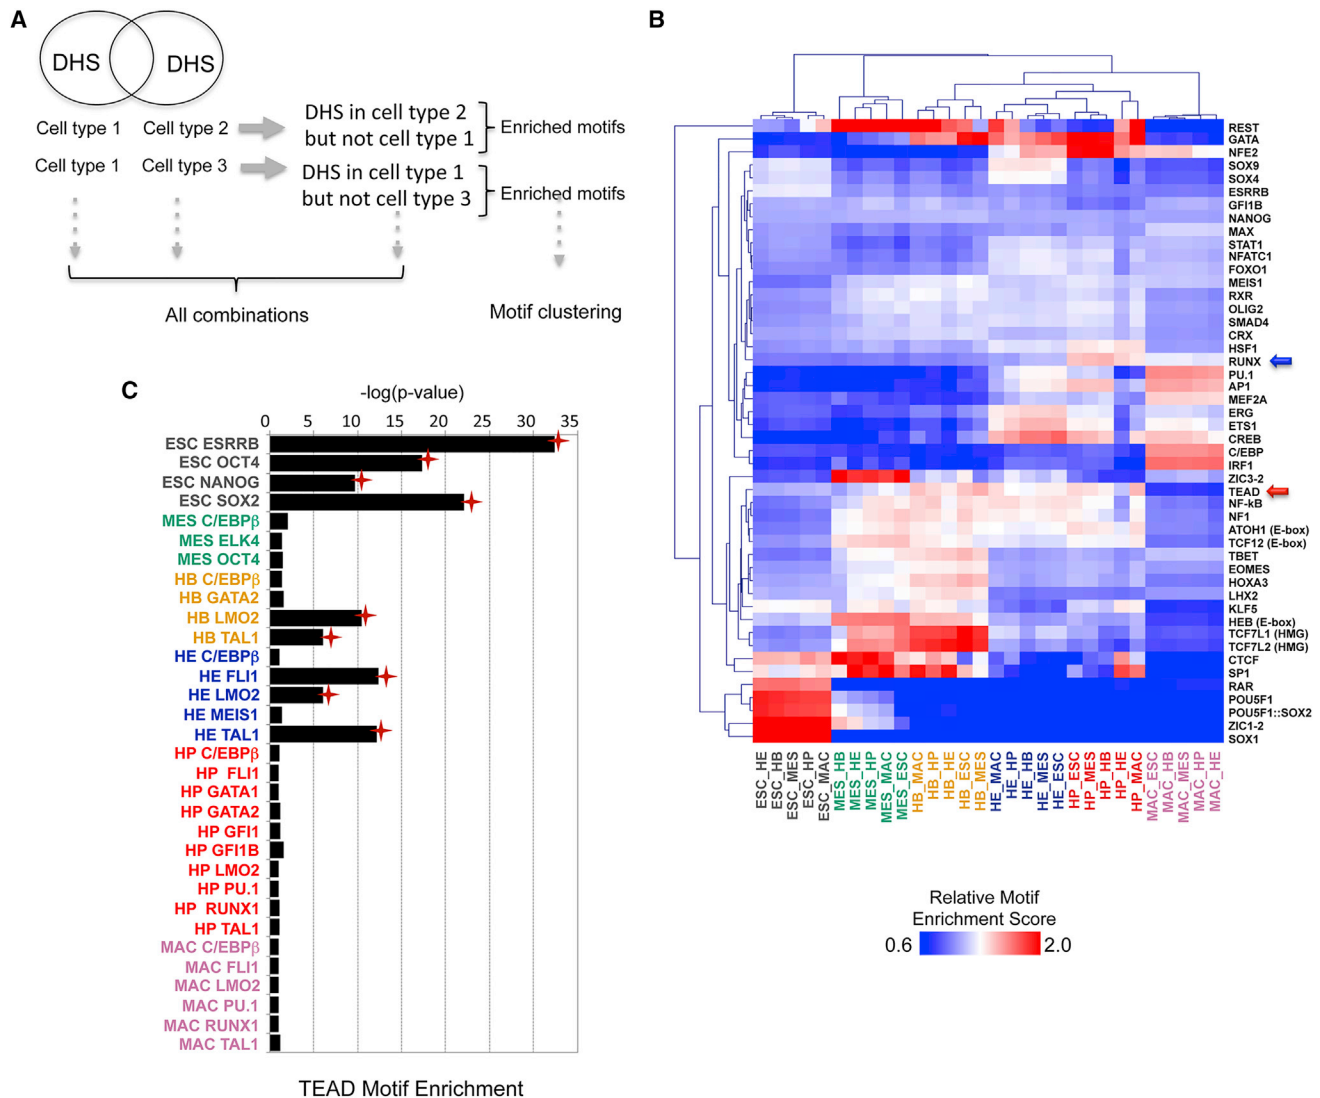 A
DHS
DHS
Cell type 1
Cell type 2
DHS in cell type 2
but not cell type 1
Enriched motifs
Cell type 1
Cell type 3
DHS in cell type 1
but not cell type 3
Enriched motifs
All combinations
Motif clustering
B
REST
GATA
NFE2
SOX9
SOX4
ESRRB
GFI1B
NANOG
MAX
STAT1
NFATC1
FOXO1
MEIS1
RXR
OLIG2
SMAD4
CRX
HSF1
RUNX
PU.1
AP1
MEF2A
ERG
ETS1
CREB
C/EBP
IRF1
ZIC3-2
TEAD
NF-kB
NF1
ATOH1 (E-box)
TCF12 (E-box)
TBET
EOMES
HOXA3
LHX2
KLF5
HEB (E-box)
TCF7L1 (HMG)
TCF7L2 (HMG)
CTCF
SP1
RAR
POU5F1
POU5F1::SOX2
ZIC1-2
SOX1
ESC_HE
ESC_HB
ESC_MES
ESC_HP
ESC_MAC
MES_HB
MES_HE
MES_HP
MES_MAC
MES_ESC
HB_MAC
HB_HP
HB_HE
HB_ESC
HB_MES
HE_MAC
HE_HP
HE_HB
HE_MES
HE_ESC
HP_ESC
HP_MES
HP_HB
HP_HE
HP_MAC
MAC_ESC
MAC_HB
MAC_MES
MAC_HP
MAC_HE
Relative Motif
Enrichment Score
0.6
2.0
C
-log(p-value)
0 5 10 15 20 25 30 35
ESC ESRRB
ESC OCT4
ESC NANOG
ESC SOX2
MES C/EBPβ
MES ELK4
MES OCT4
HB C/EBPβ
HB GATA2
HB LMO2
HB TAL1
HE C/EBPβ
HE FLI1
HE LMO2
HE MEIS1
HE TAL1
HP C/EBPβ
HP FLI1
HP GATA1
HP GATA2
HP GFI1
HP GFI1B
HP LMO2
HP PU.1
HP RUNX1
HP TAL1
MAC C/EBPβ
MAC FLI1
MAC LMO2
MAC PU.1
MAC RUNX1
MAC TAL1
TEAD Motif Enrichment